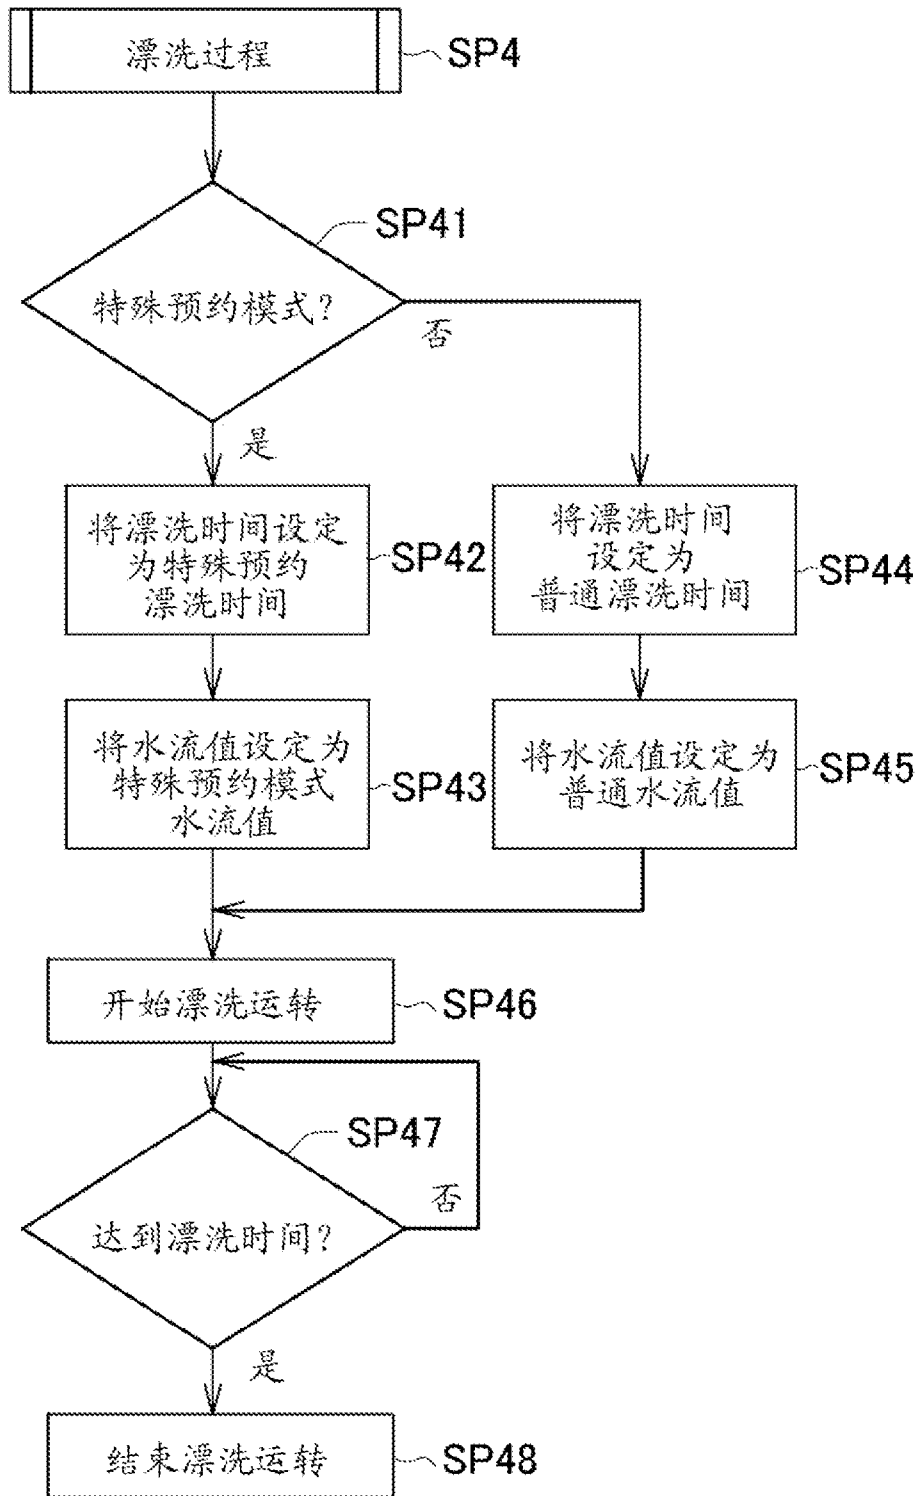 漂洗过程
SP4
SP41
特殊预约模式?
否
是
将漂洗时间设定
为特殊预约
漂洗时间
SP42
将漂洗时间
设定为
普通漂洗时间
SP44
将水流值设定为
特殊预约模式
水流值
SP43
将水流值设定为
普通水流值
SP45
开始漂洗运转
SP46
SP47
否
达到漂洗时间?
是
结束漂洗运转
SP48